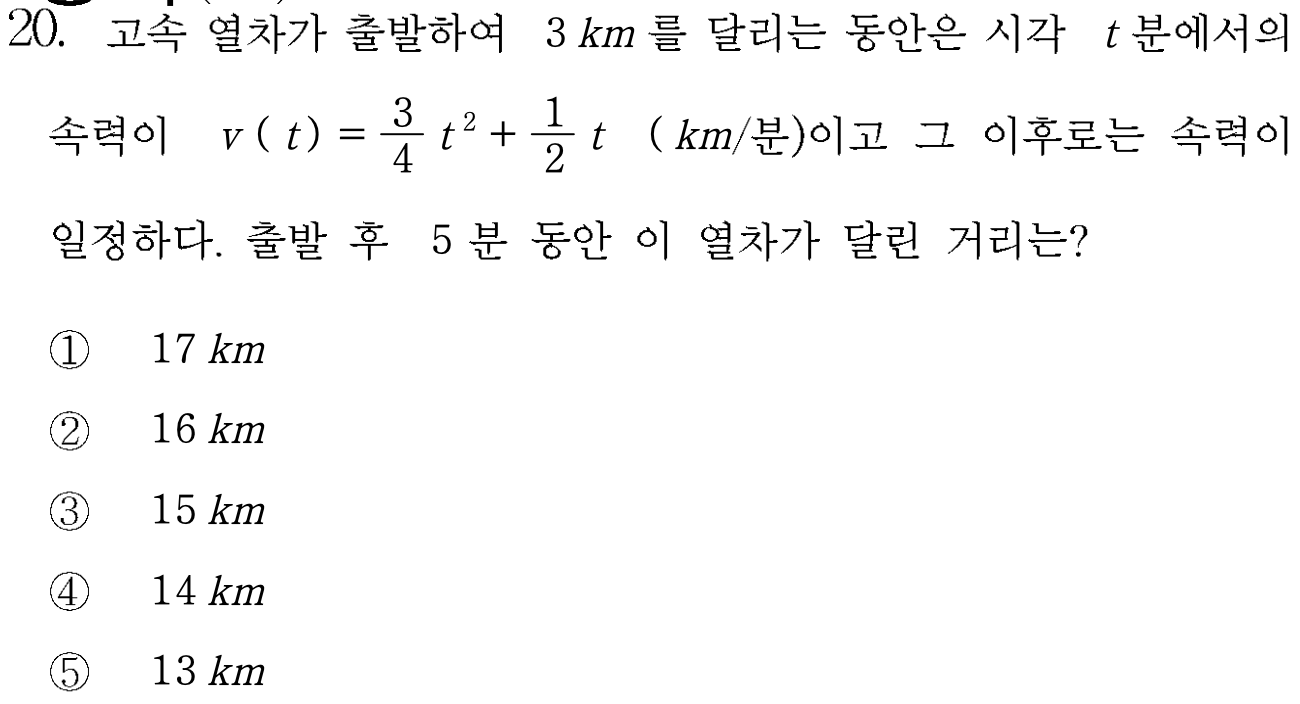 20. 고속 열차가 출발하여 3 km를 달리는 동안은 시각 t분에서의
속력이 v ( t ) = 3/4 t² + 1/2 t ( km/분)이고 그 이후로는 속력이
일정하다. 출발 후 5 분 동안 이 열차가 달린 거리는?
① 17 km
② 16 km
③ 15 km
④ 14 km
⑤ 13 km